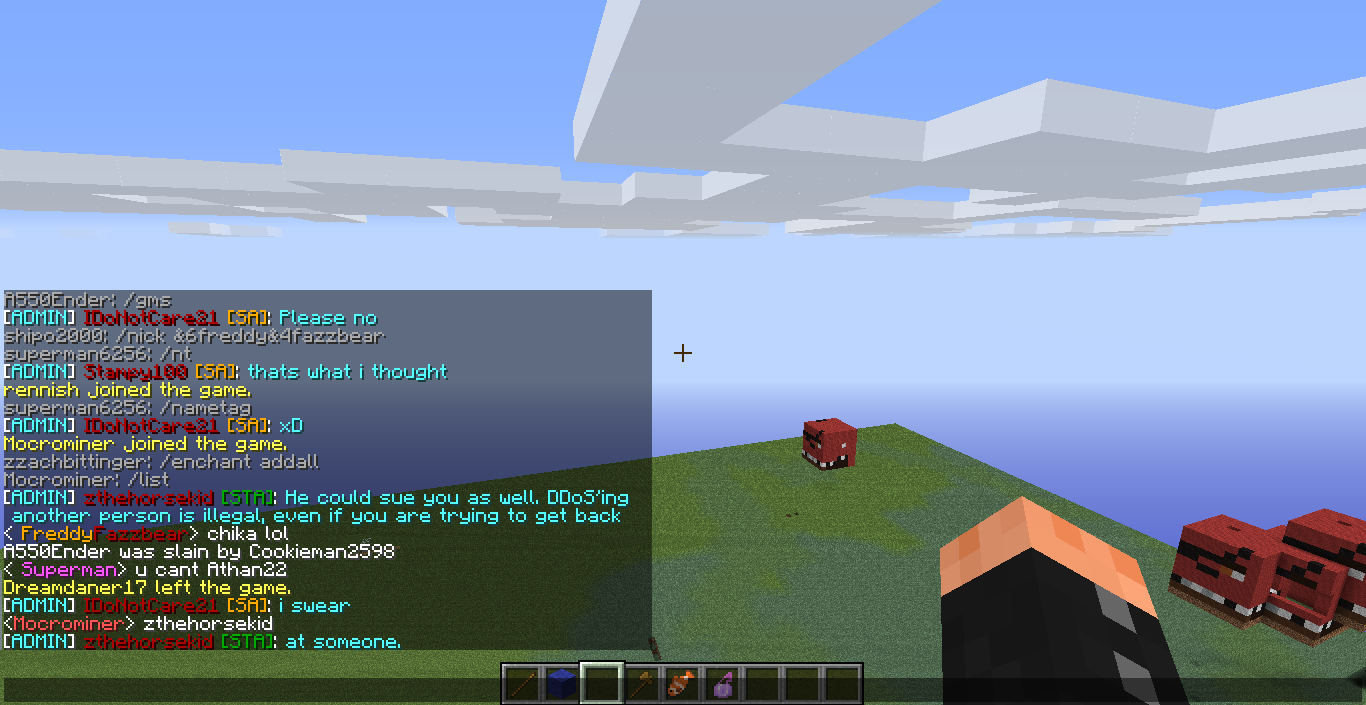 A550Ender: /gms
[ADMIN] IDoNotCare21 [SA]: Please no
shipo2000: /nick &6freddy&4fazzbear
superman6256: /nt
[ADMIN] Stampy100 [SA]: thats what i thought
rennish joined the game.
superman6256: /nametag
[ADMIN] IDoNotCare21 [SA]: xD
Mocrominer joined the game.
zzachbittinger: /enchant addall
Mocrominer: /list
[ADMIN] zthehorsekid [STA]: He could sue you as well. DDoS'ing
another person is illegal, even if you are trying to get back
< FreddyFazzbear> chika lol
A550Ender was slain by Cookieman2598
< Superman> u cant Athan22
Dreamdaner17 left the game.
[ADMIN] IDoNotCare21 [SA]: i swear
<Mocrominer> zthehorsekid
[ADMIN] zthehorsekid [STA]: at someone.